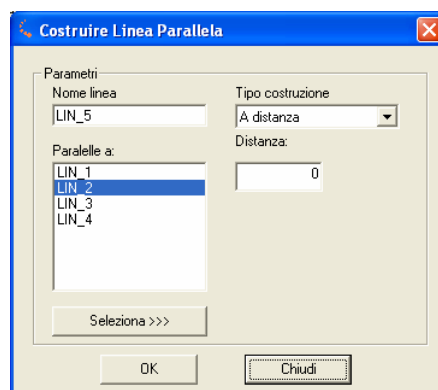 Costruire Linea Parallela
Parametri
Nome linea
LIN_5
Tipo costruzione
A distanza
Paralelle a:
LIN_1
LIN_2
LIN_3
LIN_4
Distanza:
0
Seleziona >>>
OK
Chiudi